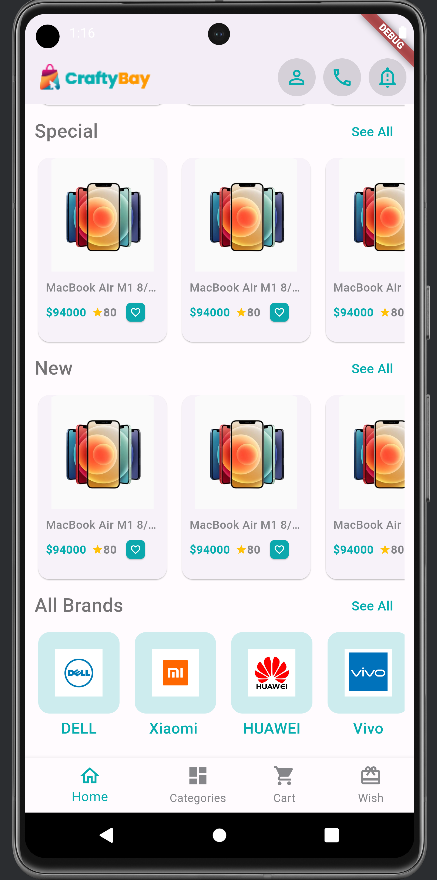 1:16
DEBUG
CraftyBay
Special
See All
MacBook Air M1 8/...
MacBook Air M1 8/...
MacBook Air
$94000 ★80
$94000 ★80
$94000 ★80
New
See All
MacBook Air M1 8/...
MacBook Air M1 8/...
MacBook Air
$94000 ★80
$94000 ★80
$94000 ★80
All Brands
See All
DELL
mi
HUAWEI
vivo
DELL
Xiaomi
HUAWEI
Vivo
Home
Categories
Cart
Wish